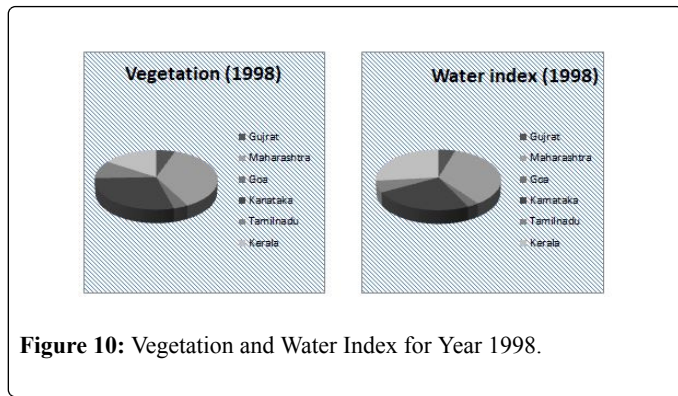 Vegetation (1998)
Gujrat
Maharashtra
Goa
Kanataka
Tamilnadu
Kerala
Water index (1998)
Gujrat
Maharashtra
Goa
Karnataka
Tamilnadu
Kerala
Figure 10: Vegetation and Water Index for Year 1998.